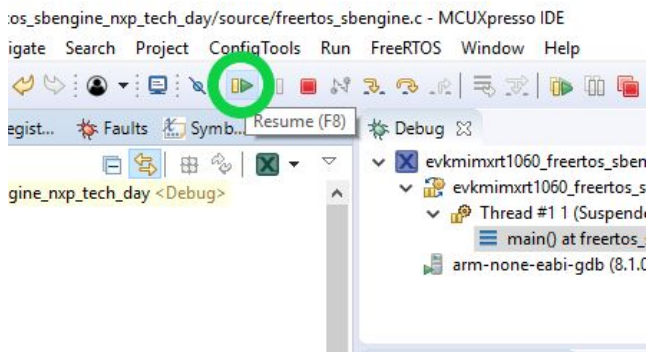 tos_sbengine_nxp_tech_day/source/freertos_sbengine.c - MCUXpresso IDE
igate Search Project ConfigTools Run FreeRTOS Window Help
Resume (F8)
egist... Faults Symb... Debug
gine_nxp_tech_day <Debug>
evkmimxrt1060_freertos_sben
evkmimxrt1060_freertos_s
Thread #1 1 (Suspende
main() at freertos_
arm-none-eabi-gdb (8.1.0